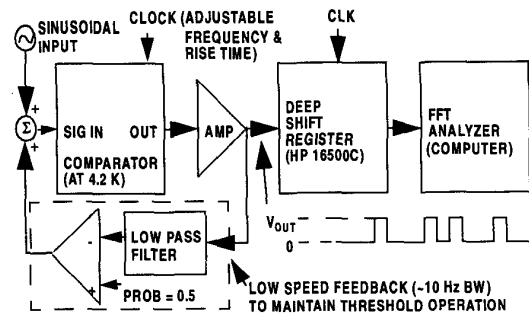 SINUSOIDAL
INPUT
CLOCK (ADJUSTABLE
FREQUENCY &
RISE TIME)
CLK
+
Σ
+
SIG IN OUT
COMPARATOR
(AT 4.2 K)
AMP
DEEP
SHIFT
REGISTER
(HP 16500C)
FFT
ANALYZER
(COMPUTER)
VOUT
0
-
+
LOW PASS
FILTER
PROB = 0.5
LOW SPEED FEEDBACK (~10 Hz BW)
TO MAINTAIN THRESHOLD OPERATION